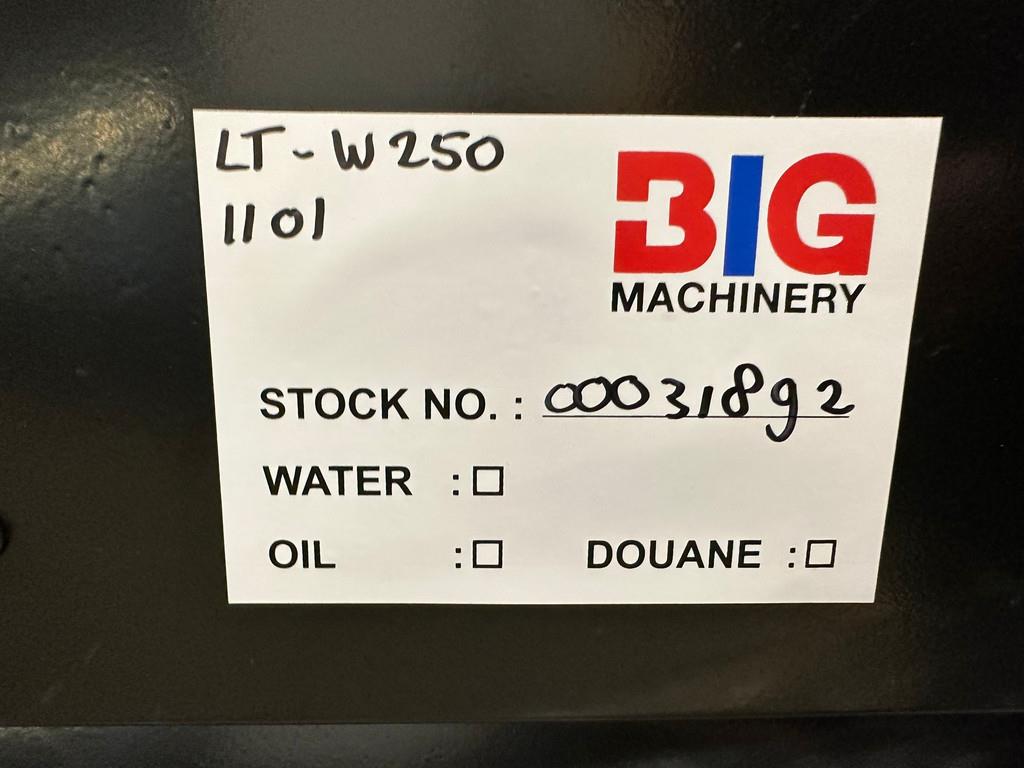 LT-W250
1101
BIG
MACHINERY
STOCK NO. : 00031892
WATER : ☐
OIL : ☐ DOUANE : ☐